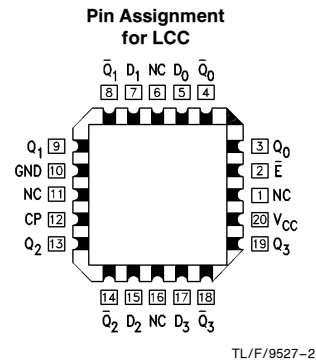 Pin Assignment
for LCC
Q̅1 D1 NC D0 Q̅0
8 7 6 5 4
Q1 9
GND 10
NC 11
CP 12
Q2 13
3 Q0
2 E̅
1 NC
20 VCC
19 Q3
14 15 16 17 18
Q̅2 D2 NC D3 Q̅3
TL/F/9527–2